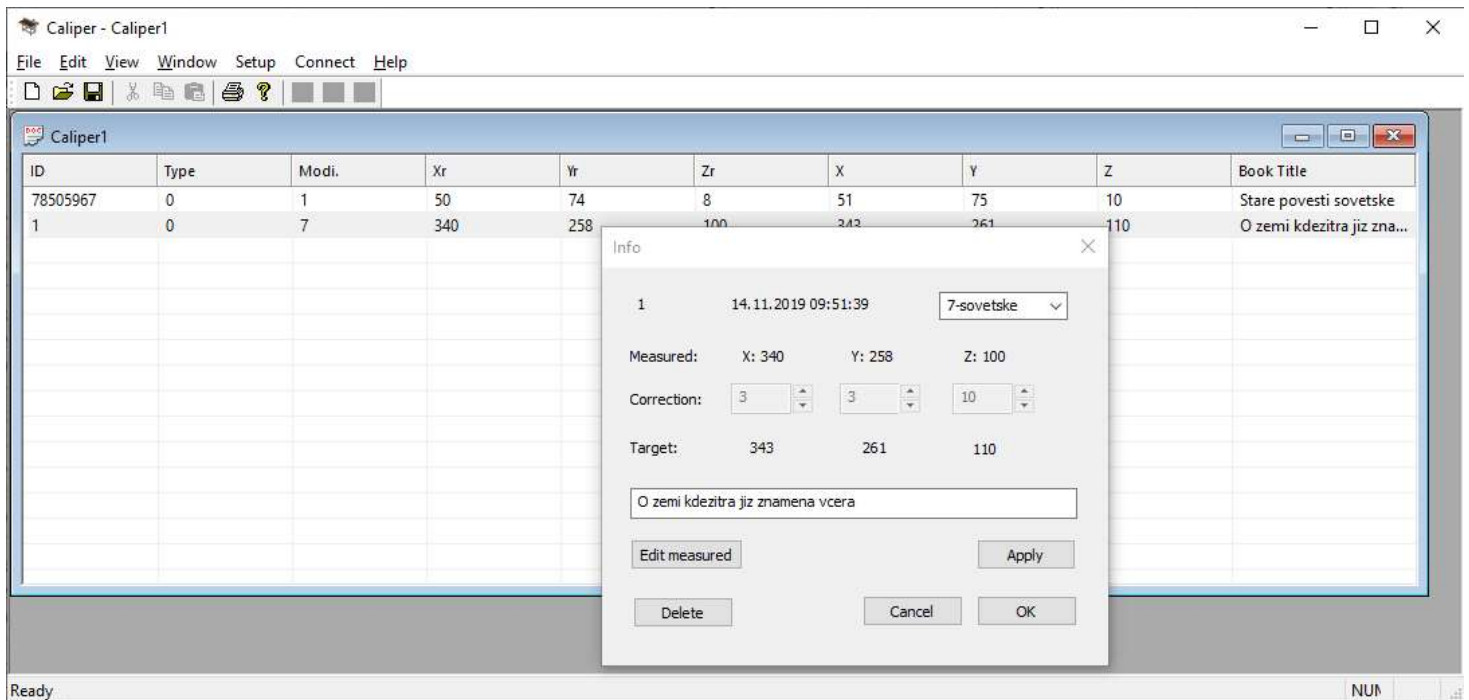 Caliper - Caliper1
File Edit View Window Setup Connect Help
Caliper1
ID Type Modi. Xr Yr Zr X Y Z Book Title
78505967 0 1 50 74 8 51 75 10 Stare povesti sovetske
1 0 7 340 258 100 343 261 110 O zemi kdezitra jiz zna...
Info
1 14.11.2019 09:51:39 7-sovetske
Measured: X: 340 Y: 258 Z: 100
Correction: 3 3 10
Target: 343 261 110
O zemi kdezitra jiz znamena vcera
Edit measured Apply
Delete Cancel OK
Ready NUM